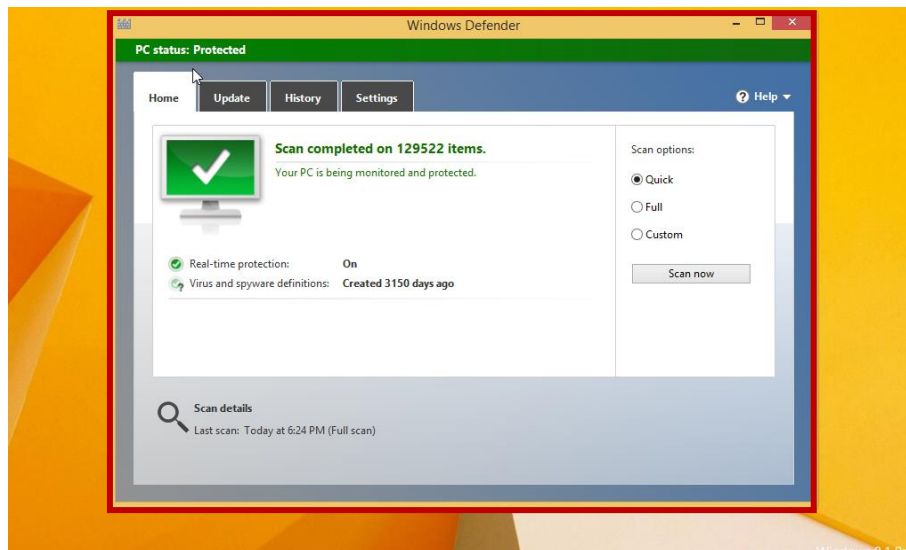 Windows Defender
PC status: Protected
Home Update History Settings Help
Scan completed on 129522 items.
Your PC is being monitored and protected.
Scan options:
Quick
Full
Custom
Scan now
Real-time protection: On
Virus and spyware definitions: Created 3150 days ago
Scan details
Last scan: Today at 6:24 PM (Full scan)